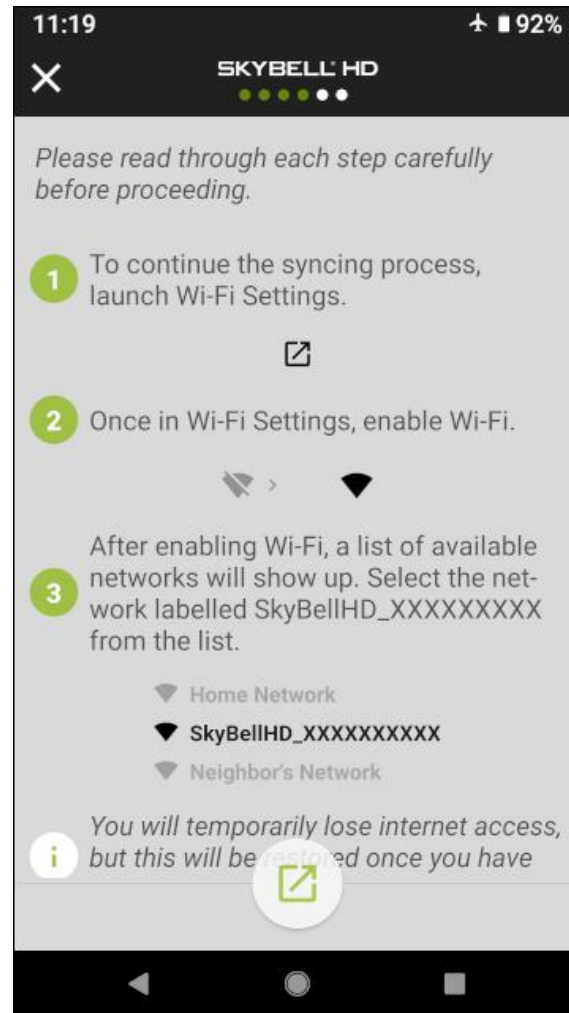 11:19 92%
SKYBELL HD
Please read through each step carefully
before proceeding.
1 To continue the syncing process,
launch Wi-Fi Settings.
2 Once in Wi-Fi Settings, enable Wi-Fi.
After enabling Wi-Fi, a list of available
3 networks will show up. Select the net-
work labelled SkyBellHD_XXXXXXXXX
from the list.
Home Network
SkyBellHD_XXXXXXXXXX
Neighbor's Network
You will temporarily lose internet access,
i but this will be restored once you have